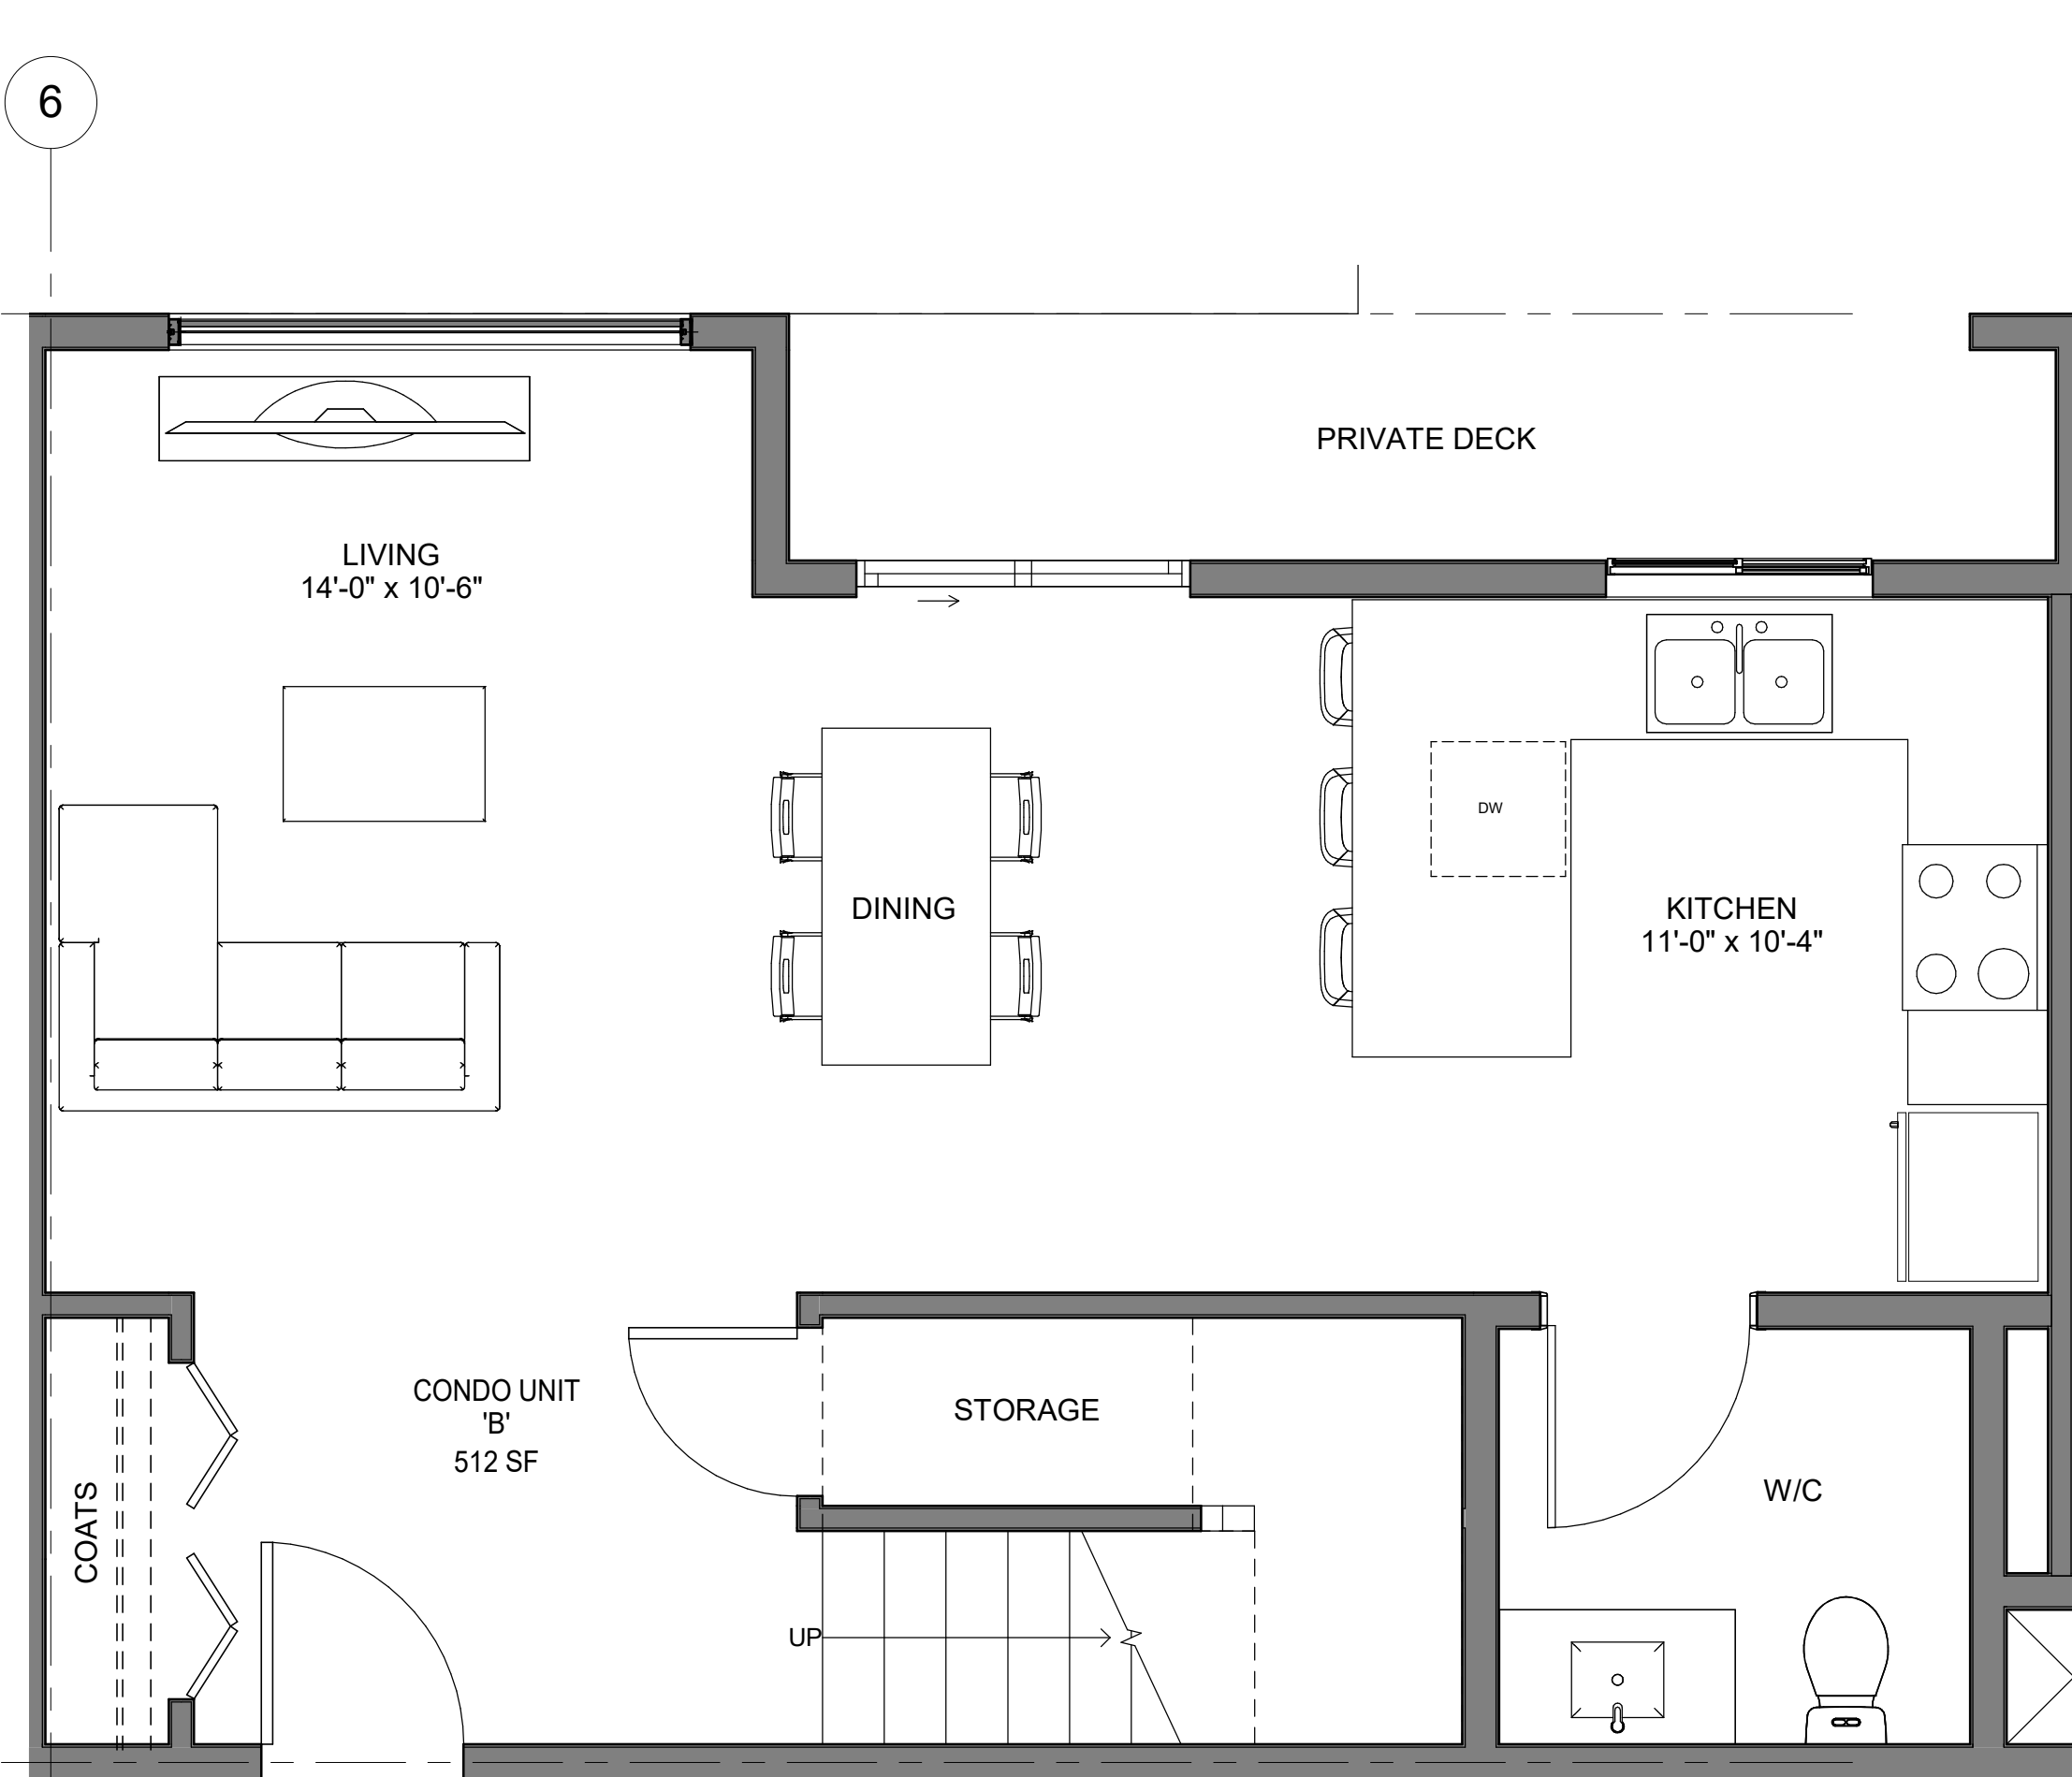 6
PRIVATE DECK
LIVING
14'-0" x 10'-6"
DW
DINING
KITCHEN
11'-0" x 10'-4"
CONDO UNIT
'B'
512 SF
STORAGE
COATS
W/C
UP